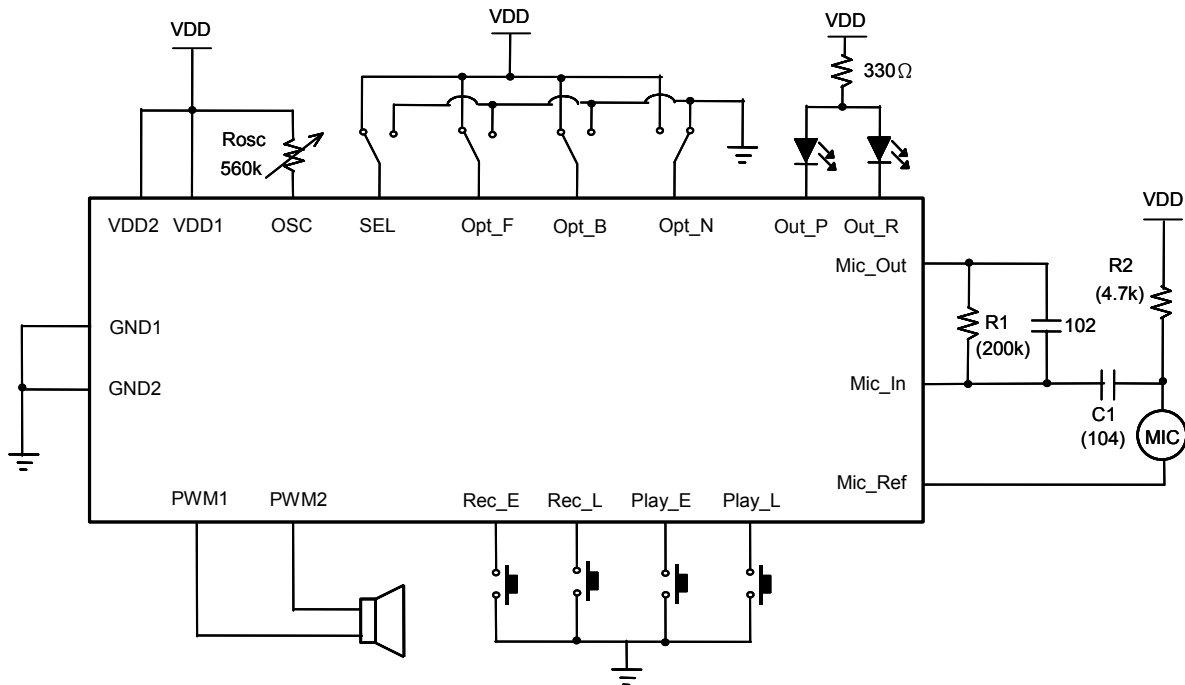 VDD
VDD
VDD
330Ω
Rosc
560k
VDD2 VDD1 OSC SEL Opt_F Opt_B Opt_N Out_P Out_R
VDD
Mic_Out
R2
(4.7k)
GND1
R1
(200k)
102
GND2
Mic_In
C1
(104)
MIC
Mic_Ref
PWM1 PWM2 Rec_E Rec_L Play_E Play_L